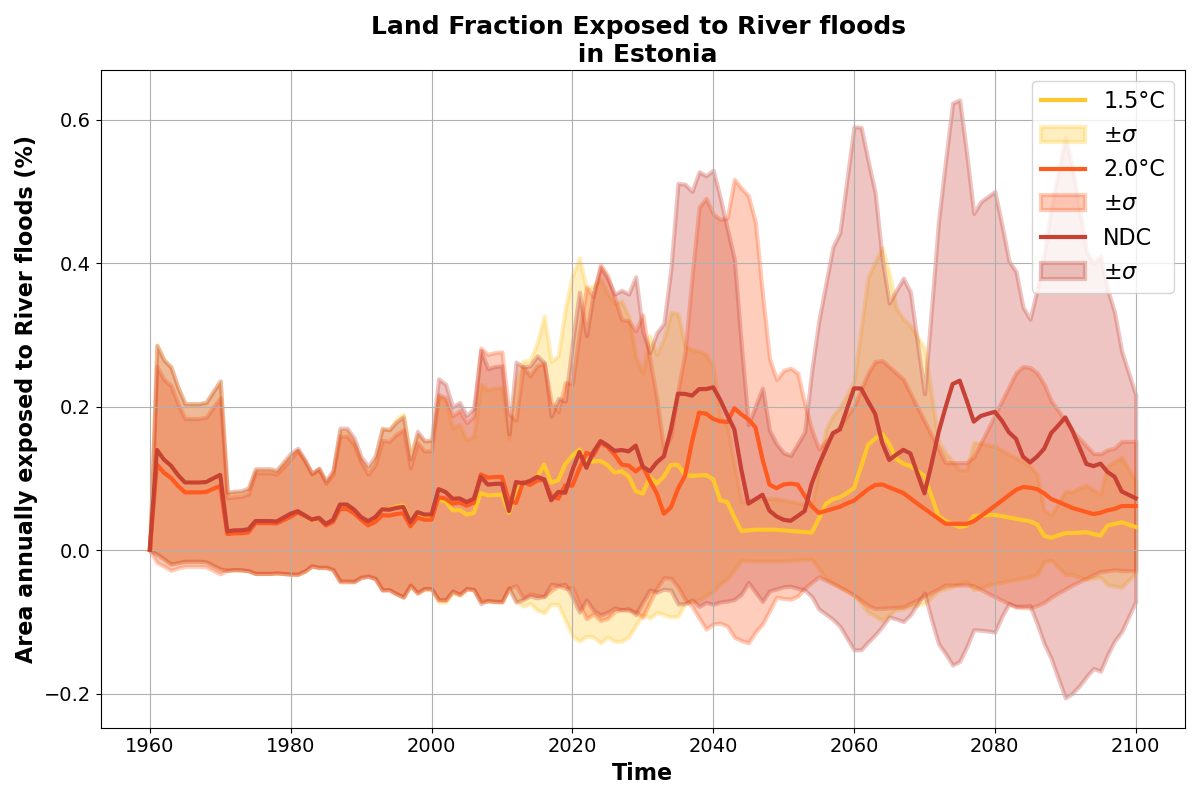 Land Fraction Exposed to River floods
in Estonia
Area annually exposed to River floods (%)
0.6
0.4
0.2
0.0
−0.2
1960
1980
2000
2020
2040
2060
2080
2100
Time
1.5°C
±σ
2.0°C
±σ
NDC
±σ